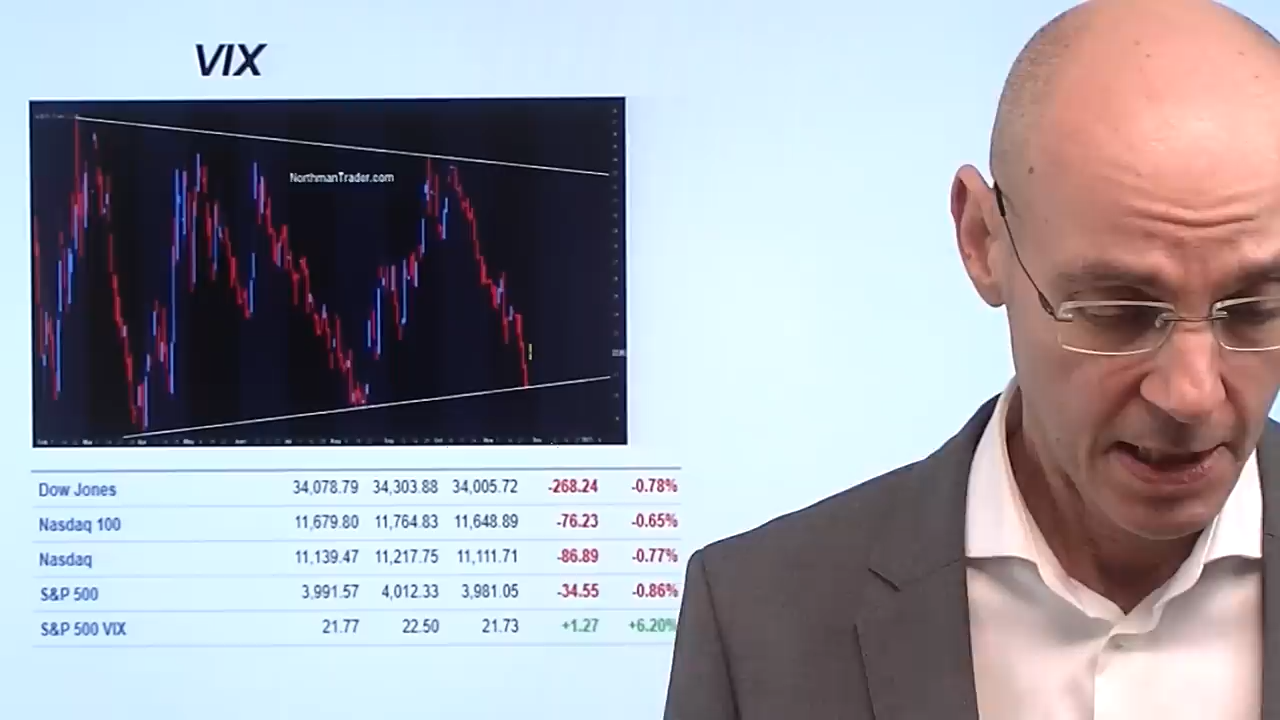 VIX
NorthmanTrader.com
Dow Jones 34,078.79 34,303.88 34,005.72 -268.24 -0.78%
Nasdaq 100 11,679.80 11,764.83 11,648.89 -76.23 -0.65%
Nasdaq 11,139.47 11,217.75 11,111.71 -86.89 -0.77%
S&P 500 3,991.57 4,012.33 3,981.05 -34.55 -0.86%
S&P 500 VIX 21.77 22.50 21.73 +1.27 +6.20%